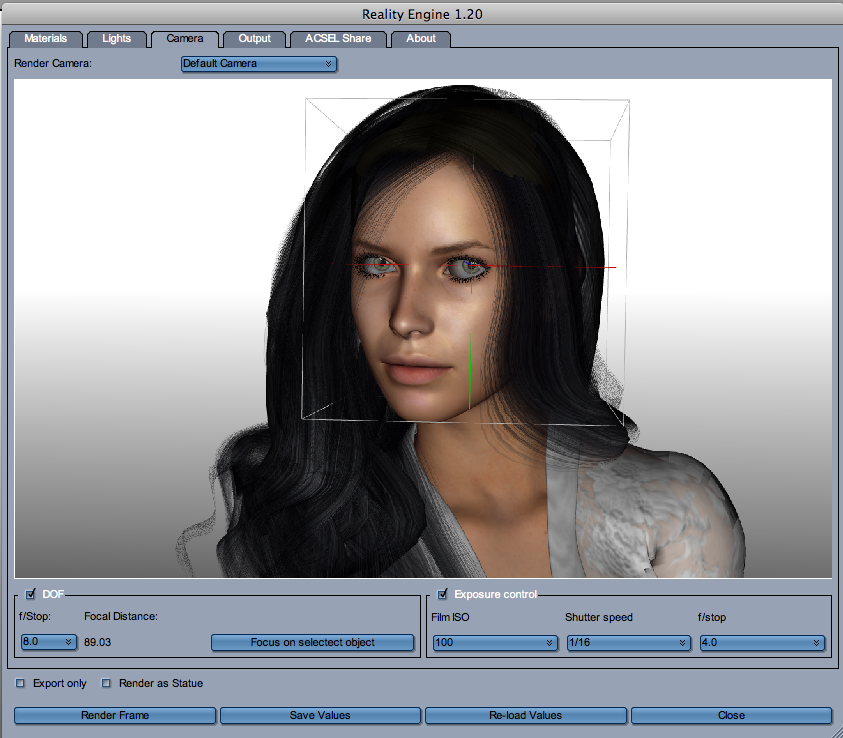 Reality Engine 1.20
Materials Lights Camera Output ACSEL Share About
Render Camera: Default Camera
DOF Exposure control
f/Stop: Focal Distance: Film ISO Shutter speed f/stop
8.0 89.03 Focus on selectect object 100 1/16 4.0
Export only Render as Statue
Render Frame Save Values Re-load Values Close